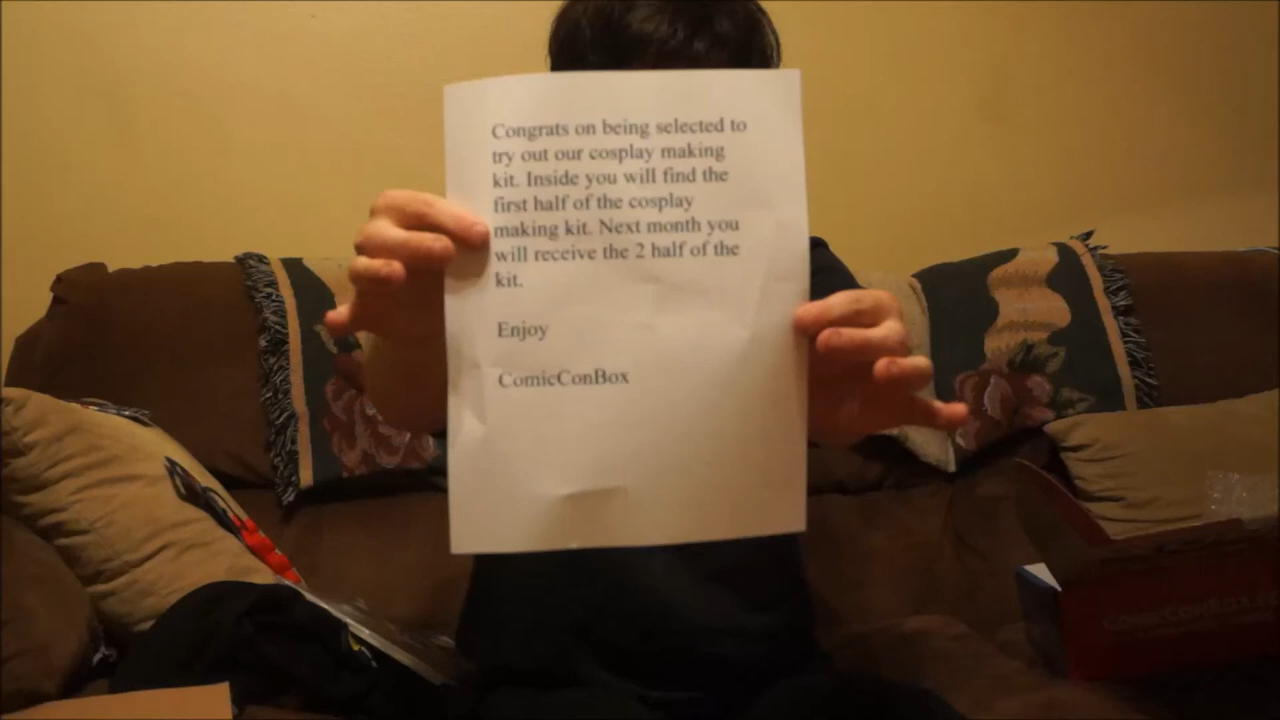 Congrats on being selected to
try out our cosplay making
kit. Inside you will find the
first half of the cosplay
making kit. Next month you
will receive the 2 half of the
kit.
Enjoy
ComicConBox